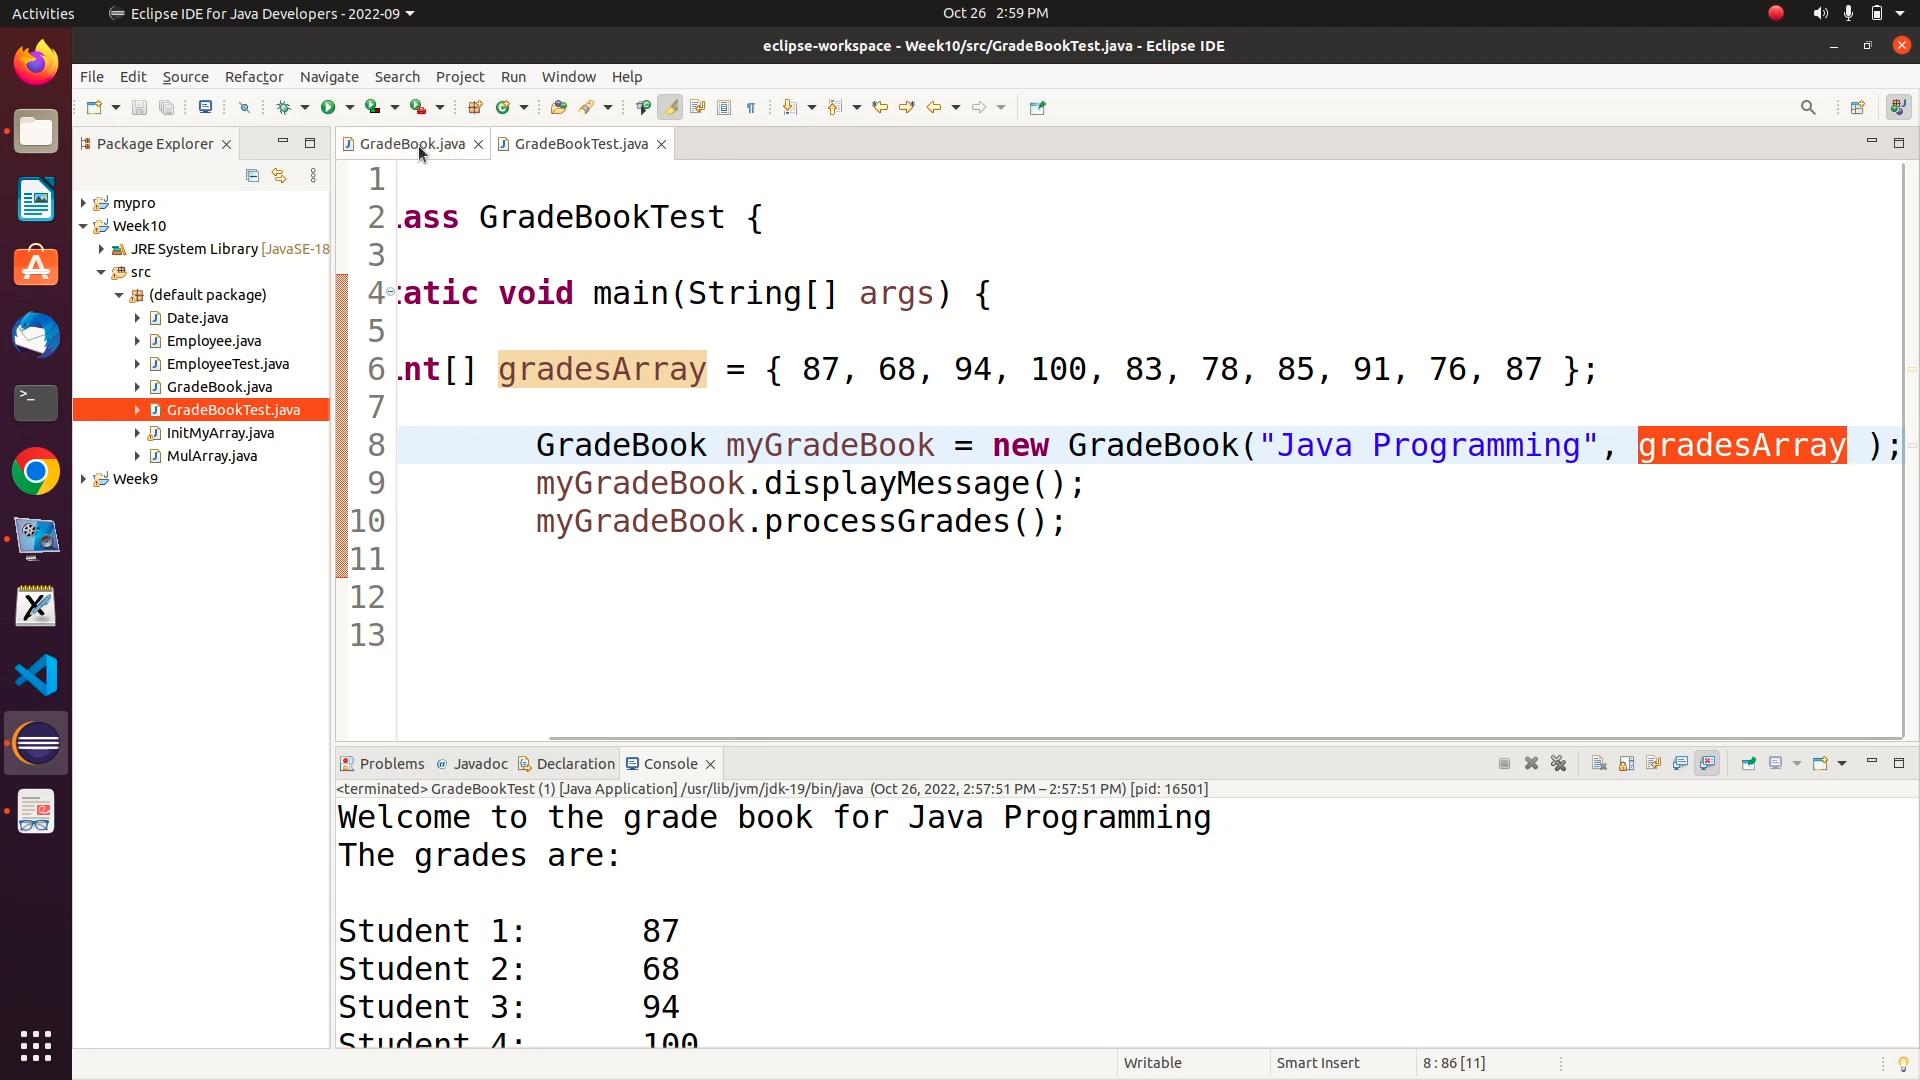 Activities
Eclipse IDE for Java Developers - 2022-09
Oct 26 2:59 PM
eclipse-workspace - Week10/src/GradeBookTest.java - Eclipse IDE
File Edit Source Refactor Navigate Search Project Run Window Help
Package Explorer
GradeBook.java
GradeBookTest.java
mypro
Week10
JRE System Library [JavaSE-18
src
(default package)
Date.java
Employee.java
EmployeeTest.java
GradeBook.java
GradeBookTest.java
InitMyArray.java
MulArray.java
Week9
1
2 lass GradeBookTest {
3
4 tatic void main(String[] args) {
5
6 int[] gradesArray = { 87, 68, 94, 100, 83, 78, 85, 91, 76, 87 };
7
8 GradeBook myGradeBook = new GradeBook("Java Programming", gradesArray );
9 myGradeBook.displayMessage();
10 myGradeBook.processGrades();
11
12
13
Problems Javadoc Declaration Console
<terminated> GradeBookTest (1) [Java Application] /usr/lib/jvm/jdk-19/bin/java (Oct 26, 2022, 2:57:51 PM – 2:57:51 PM) [pid: 16501]
Welcome to the grade book for Java Programming
The grades are:
Student 1: 87
Student 2: 68
Student 3: 94
Student 4: 100
Writable
Smart Insert
8 : 86 [11]